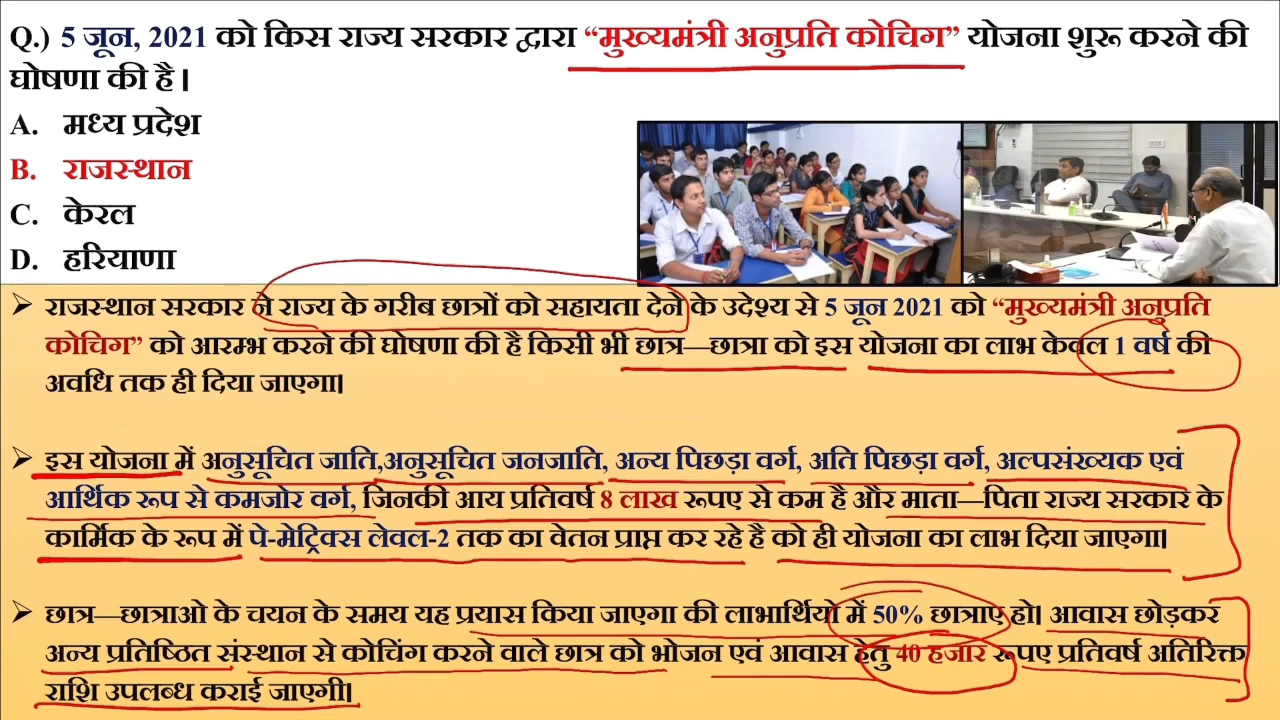 Q.) 5 जून, 2021 को किस राज्य सरकार द्वारा “मुख्यमंत्री अनुप्रति कोचिग” योजना शुरू करने की
घोषणा की है।
A. मध्य प्रदेश
B. राजस्थान
C. केरल
D. हरियाणा
➢ राजस्थान सरकार ने राज्य के गरीब छात्रों को सहायता देने के उदेश्य से 5 जून 2021 को “मुख्यमंत्री अनुप्रति
कोचिग” को आरम्भ करने की घोषणा की है किसी भी छात्र—छात्रा को इस योजना का लाभ केवल 1 वर्ष की
अवधि तक ही दिया जाएगा।
➢ इस योजना में अनुसूचित जाति,अनुसूचित जनजाति, अन्य पिछड़ा वर्ग, अति पिछड़ा वर्ग, अल्पसंख्यक एवं
आर्थिक रूप से कमजोर वर्ग, जिनकी आय प्रतिवर्ष 8 लाख रूपए से कम है और माता—पिता राज्य सरकार के
कार्मिक के रूप में पे-मेट्रिक्स लेवल-2 तक का वेतन प्राप्त कर रहे है को ही योजना का लाभ दिया जाएगा।
➢ छात्र—छात्राओ के चयन के समय यह प्रयास किया जाएगा की लाभार्थियो में 50% छात्राए हो। आवास छोड़कर
अन्य प्रतिष्ठित संस्थान से कोचिंग करने वाले छात्र को भोजन एवं आवास हेतु 40 हजार रूपए प्रतिवर्ष अतिरिक्त
राशि उपलब्ध कराई जाएगी।